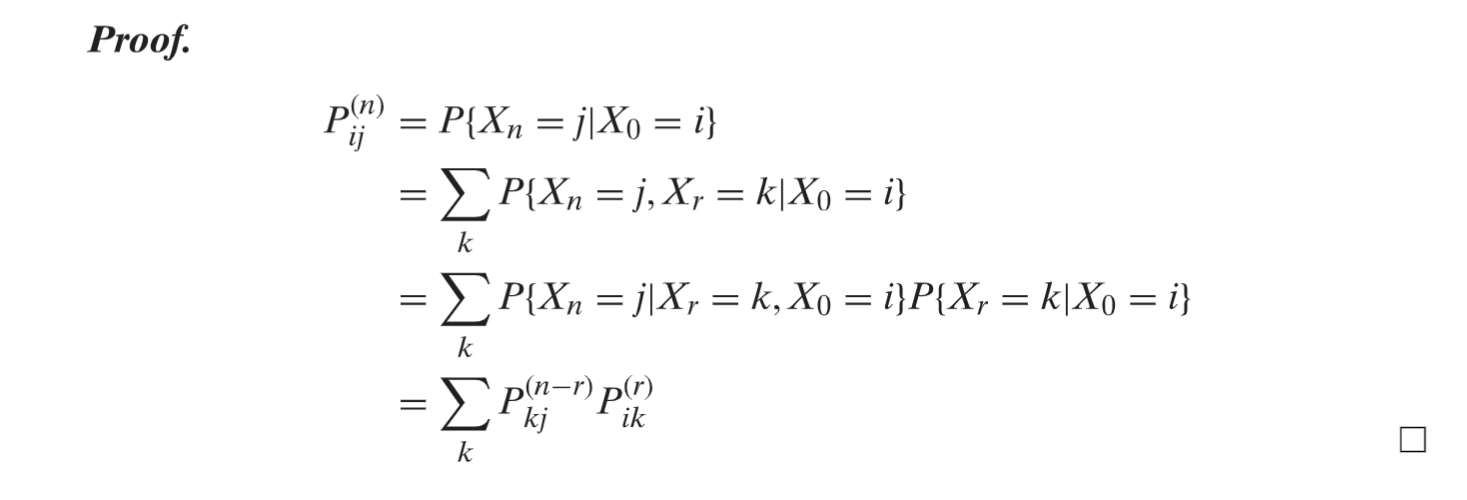 Proof.
P_{ij}^{(n)} = P{X_n = j|X_0 = i}
= ∑_k P{X_n = j, X_r = k|X_0 = i}
= ∑_k P{X_n = j|X_r = k, X_0 = i}P{X_r = k|X_0 = i}
= ∑_k P_{kj}^{(n−r)} P_{ik}^{(r)}
□